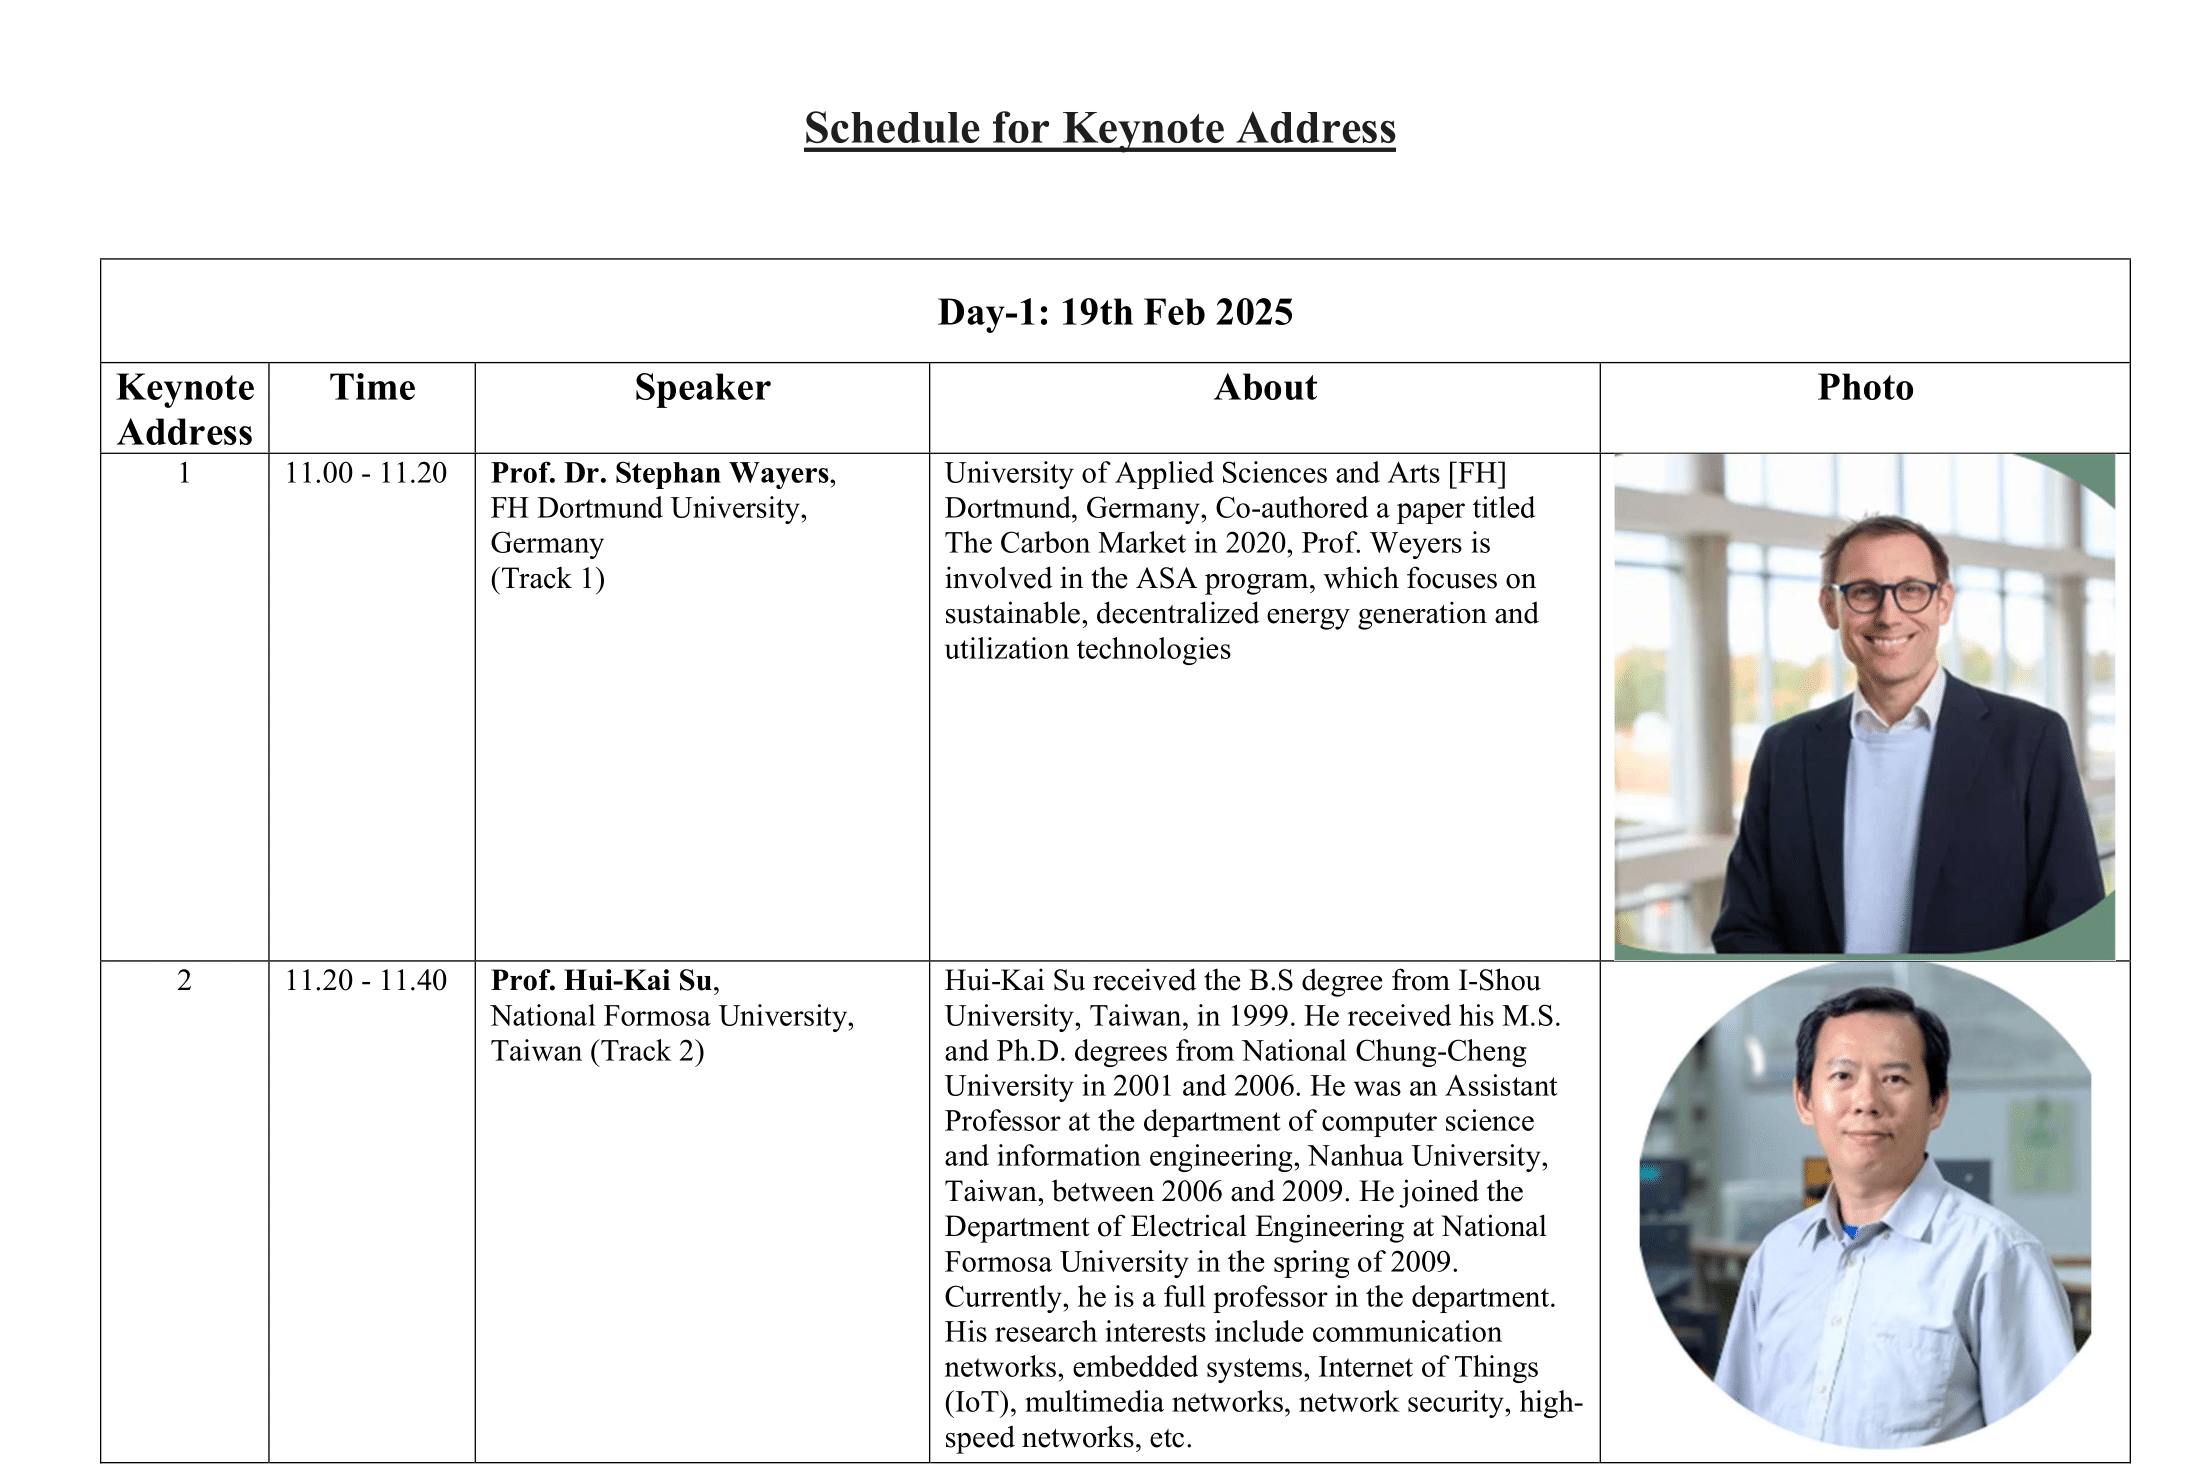 Schedule for Keynote Address
Day-1: 19th Feb 2025
Keynote
Address
Time
Speaker
About
Photo
1
11.00 - 11.20
Prof. Dr. Stephan Wayers,
FH Dortmund University,
Germany
(Track 1)
University of Applied Sciences and Arts [FH]
Dortmund, Germany, Co-authored a paper titled
The Carbon Market in 2020, Prof. Weyers is
involved in the ASA program, which focuses on
sustainable, decentralized energy generation and
utilization technologies
2
11.20 - 11.40
Prof. Hui-Kai Su,
National Formosa University,
Taiwan (Track 2)
Hui-Kai Su received the B.S degree from I-Shou
University, Taiwan, in 1999. He received his M.S.
and Ph.D. degrees from National Chung-Cheng
University in 2001 and 2006. He was an Assistant
Professor at the department of computer science
and information engineering, Nanhua University,
Taiwan, between 2006 and 2009. He joined the
Department of Electrical Engineering at National
Formosa University in the spring of 2009.
Currently, he is a full professor in the department.
His research interests include communication
networks, embedded systems, Internet of Things
(IoT), multimedia networks, network security, high-
speed networks, etc.